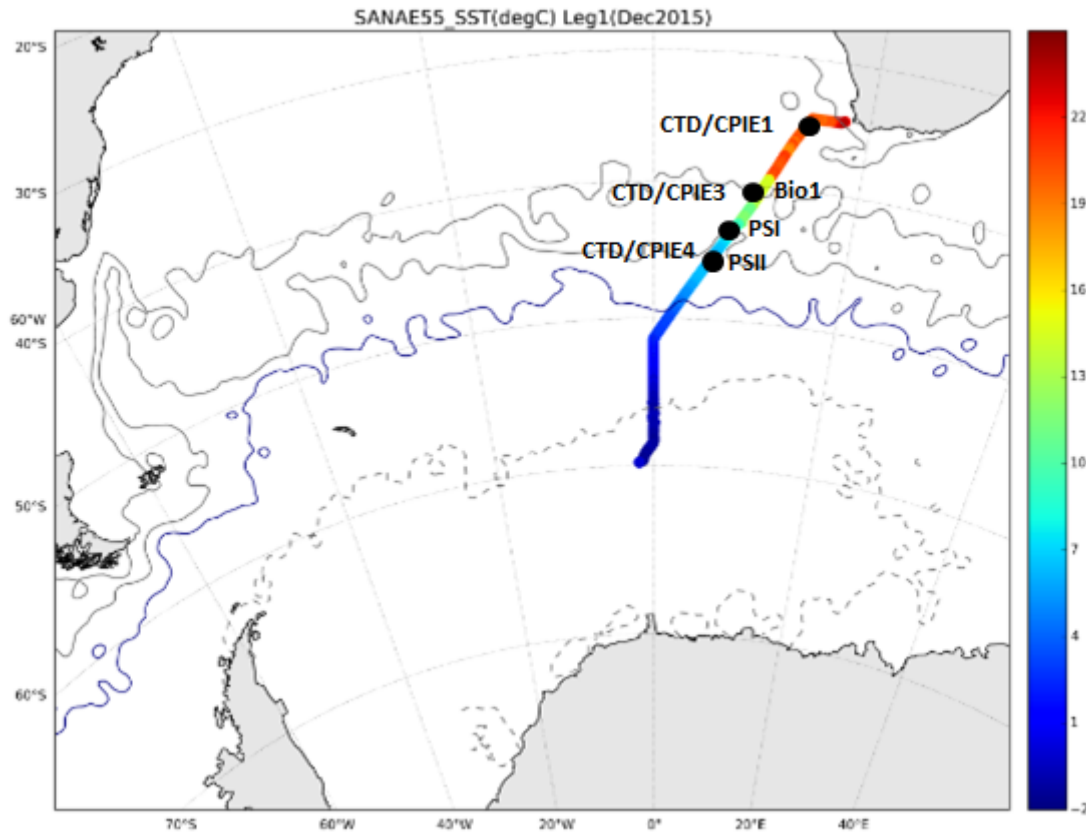 SANAE55_SST(degC) Leg1(Dec2015)
20°S
30°S
60°W
40°S
50°S
60°S
70°S
60°W
40°W
20°W
0°
20°E
40°E
CTD/CPIE1
CTD/CPIE3
Bio1
PSI
CTD/CPIE4
PSII
22
19
16
13
10
7
4
1
-2